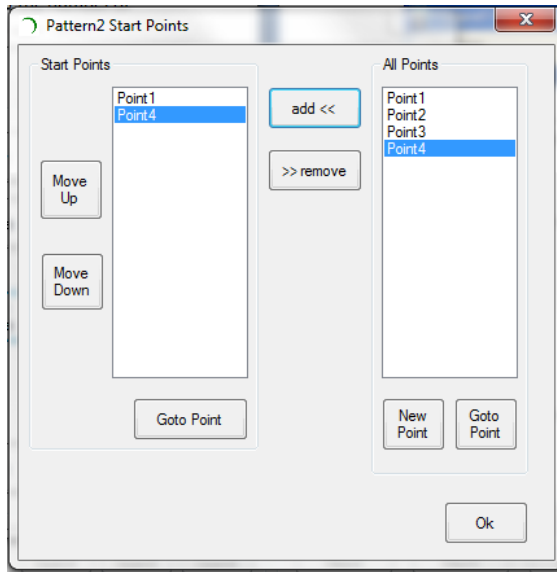 Pattern2 Start Points
Start Points
Point1
Point4
Move
Up
Move
Down
Goto Point
add <<
>> remove
All Points
Point1
Point2
Point3
Point4
New
Point
Goto
Point
Ok